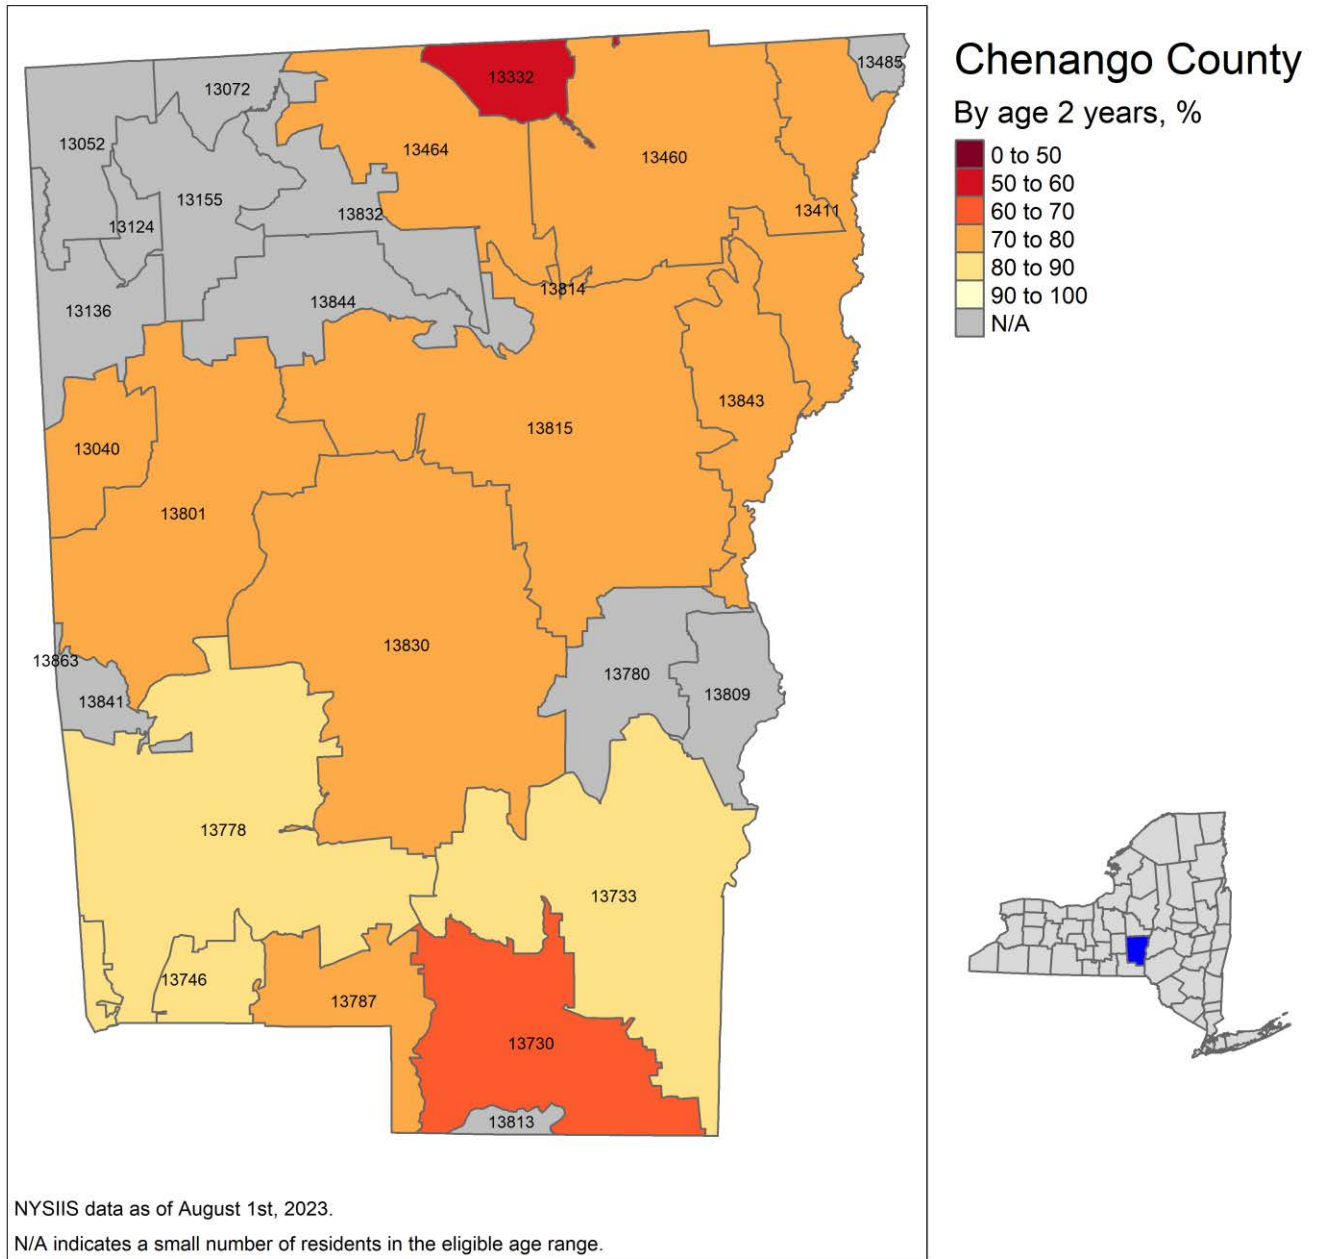 Chenango County
By age 2 years, %
0 to 50
50 to 60
60 to 70
70 to 80
80 to 90
90 to 100
N/A
13332
13485
13072
13052
13464
13460
13155
13411
13832
13124
13814
13844
13136
13843
13815
13040
13801
13830
13863
13780
13809
13841
13778
13733
13746
13787
13730
13813
NYSIIS data as of August 1st, 2023.
N/A indicates a small number of residents in the eligible age range.